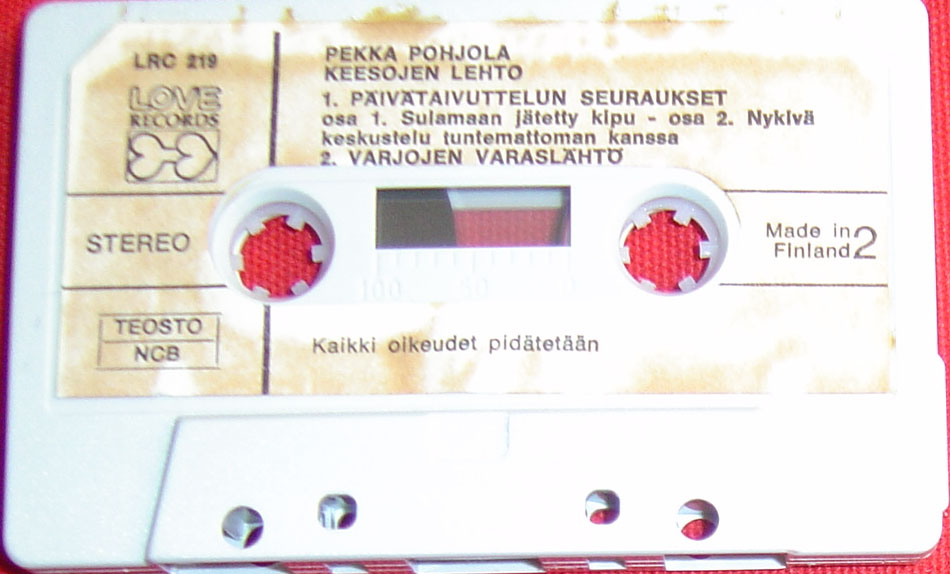 LRC 219
LOVE
RECORDS
PEKKA POHJOLA
KEESOJEN LEHTO
1. PÄIVÄTAIVUTTELUN SEURAUKSET
osa 1. Sulamaan jätetty kipu - osa 2. Nykivä
keskustelu tuntemattoman kanssa
2. VARJOJEN VARASLÄHTÖ
STEREO
100 50 0
Made in
Finland
2
TEOSTO
NCB
Kaikki oikeudet pidätetään